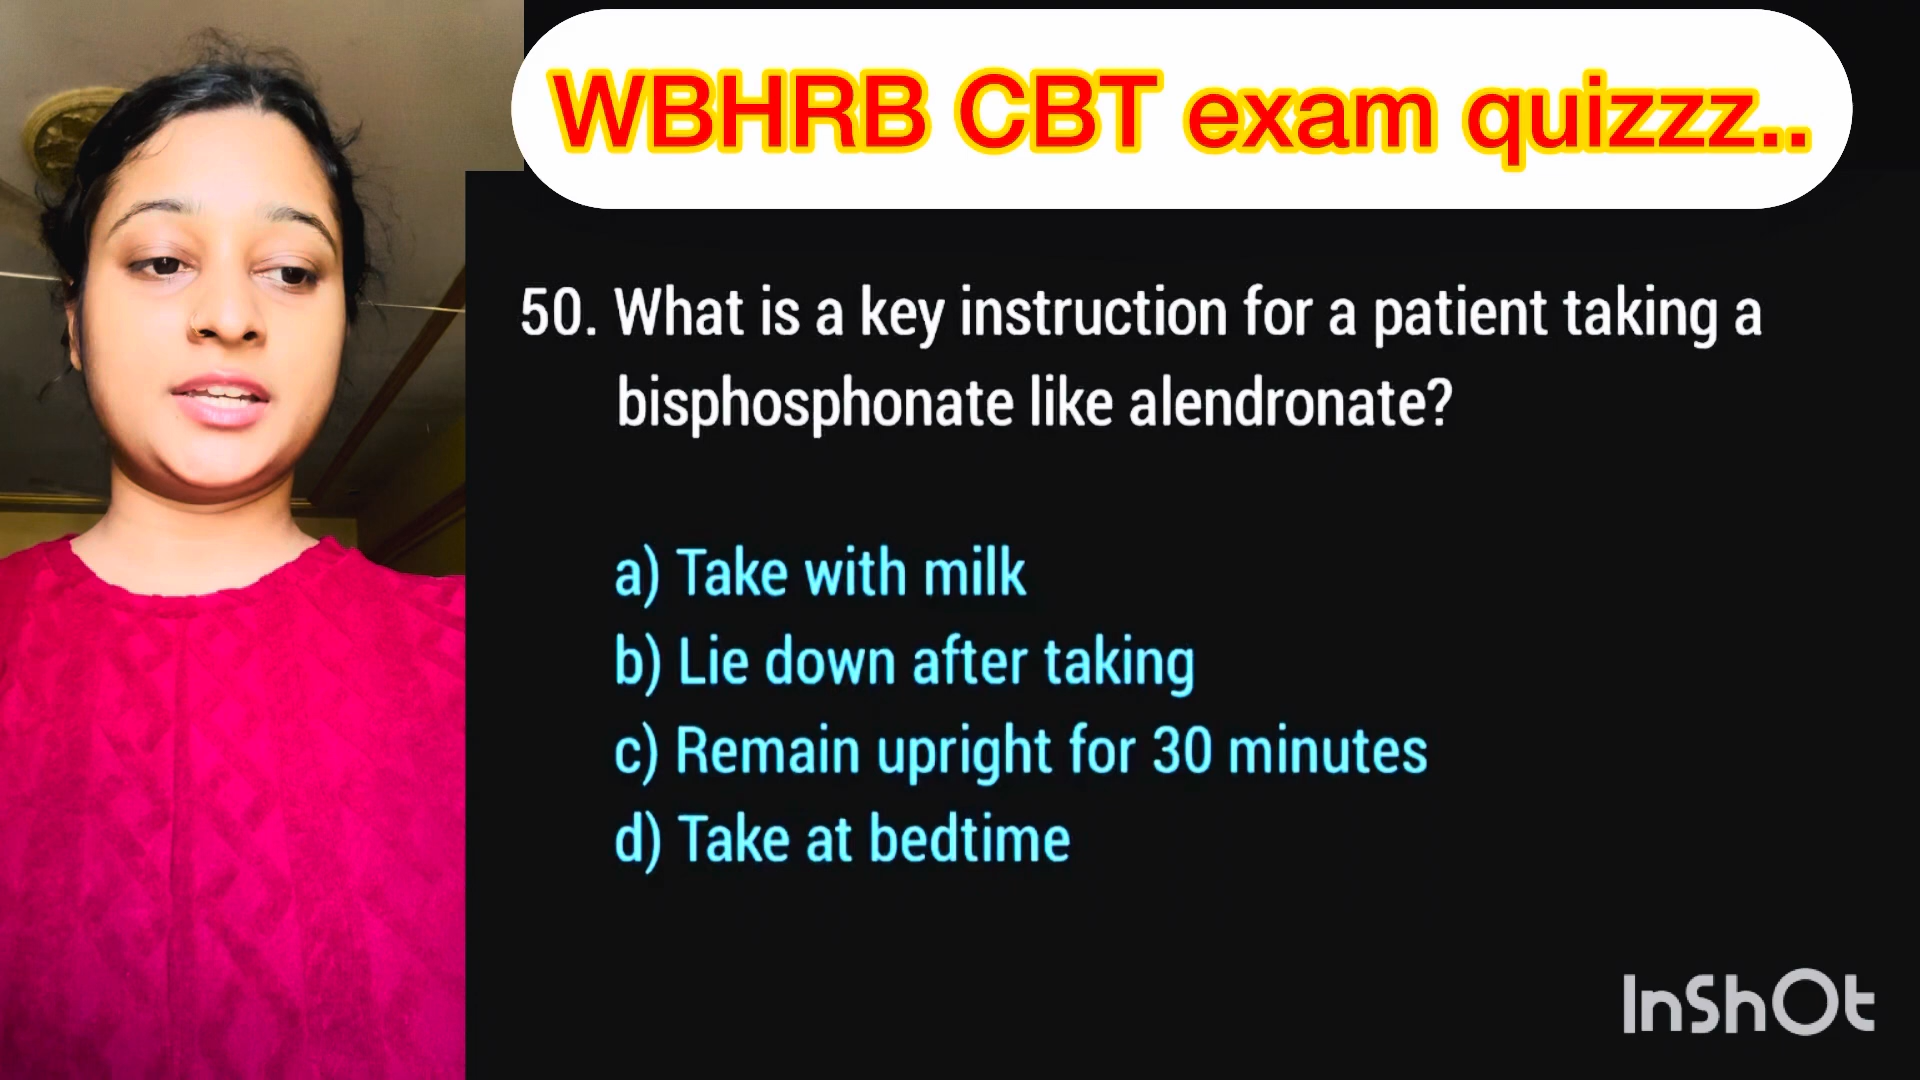 WBHRB CBT exam quizzz..
50. What is a key instruction for a patient taking a
bisphosphonate like alendronate?
a) Take with milk
b) Lie down after taking
c) Remain upright for 30 minutes
d) Take at bedtime
InShOt